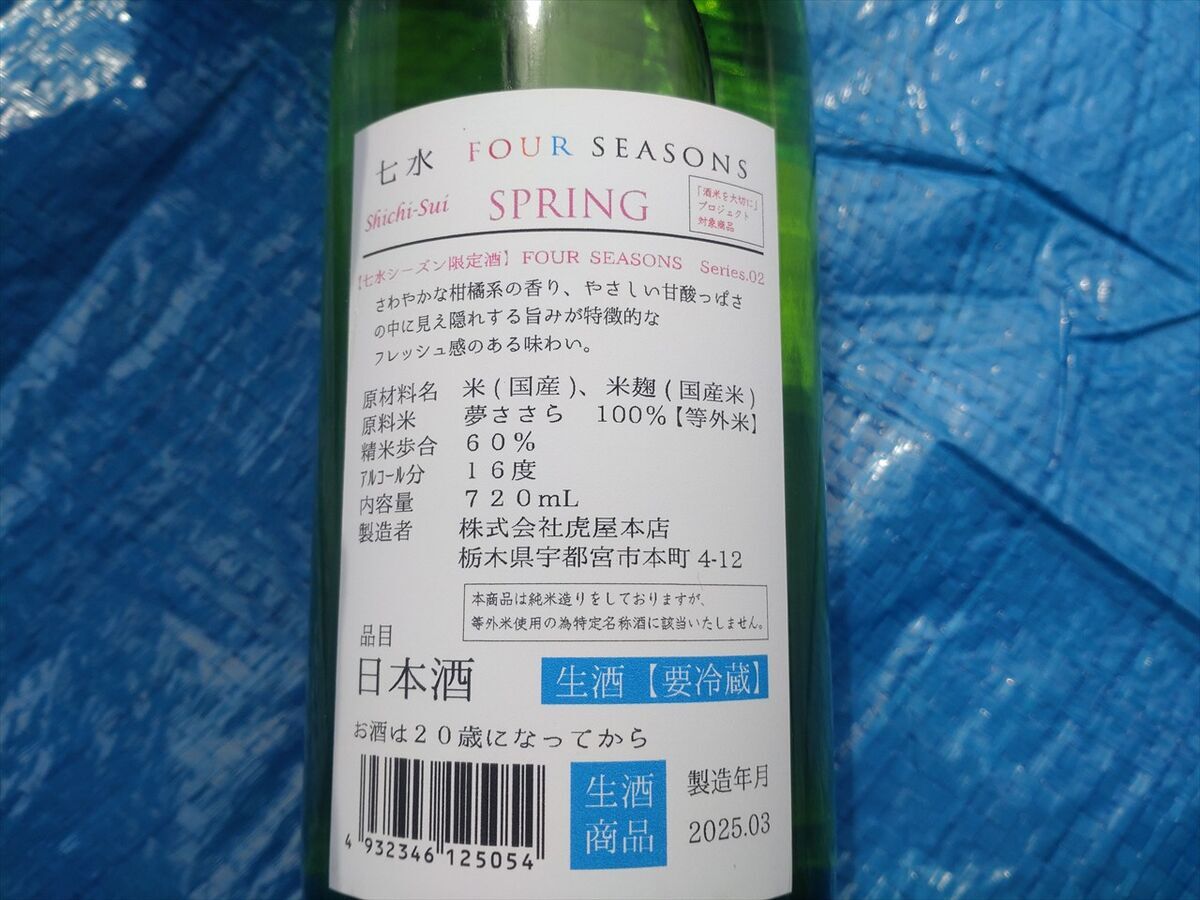 七水 FOUR SEASONS
Shichi-Sui SPRING
「酒米を大切に」
プロジェクト
対象商品
【七水シーズン限定酒】 FOUR SEASONS Series.02
さわやかな柑橘系の香り、やさしい甘酸っぱさ
の中に見え隠れする旨みが特徴的な
フレッシュ感のある味わい。
原材料名 米(国産)、米麹(国産米)
原料米 夢ささら 100%【等外米】
精米歩合 60%
アルコール分 16度
内容量 720mL
製造者 株式会社虎屋本店
栃木県宇都宮市本町 4-12
本商品は純米造りをしておりますが、
等外米使用の為特定名称酒に該当いたしません。
品目
日本酒 生酒【要冷蔵】
お酒は20歳になってから
生酒
商品
製造年月
2025.03
4 932346 125054